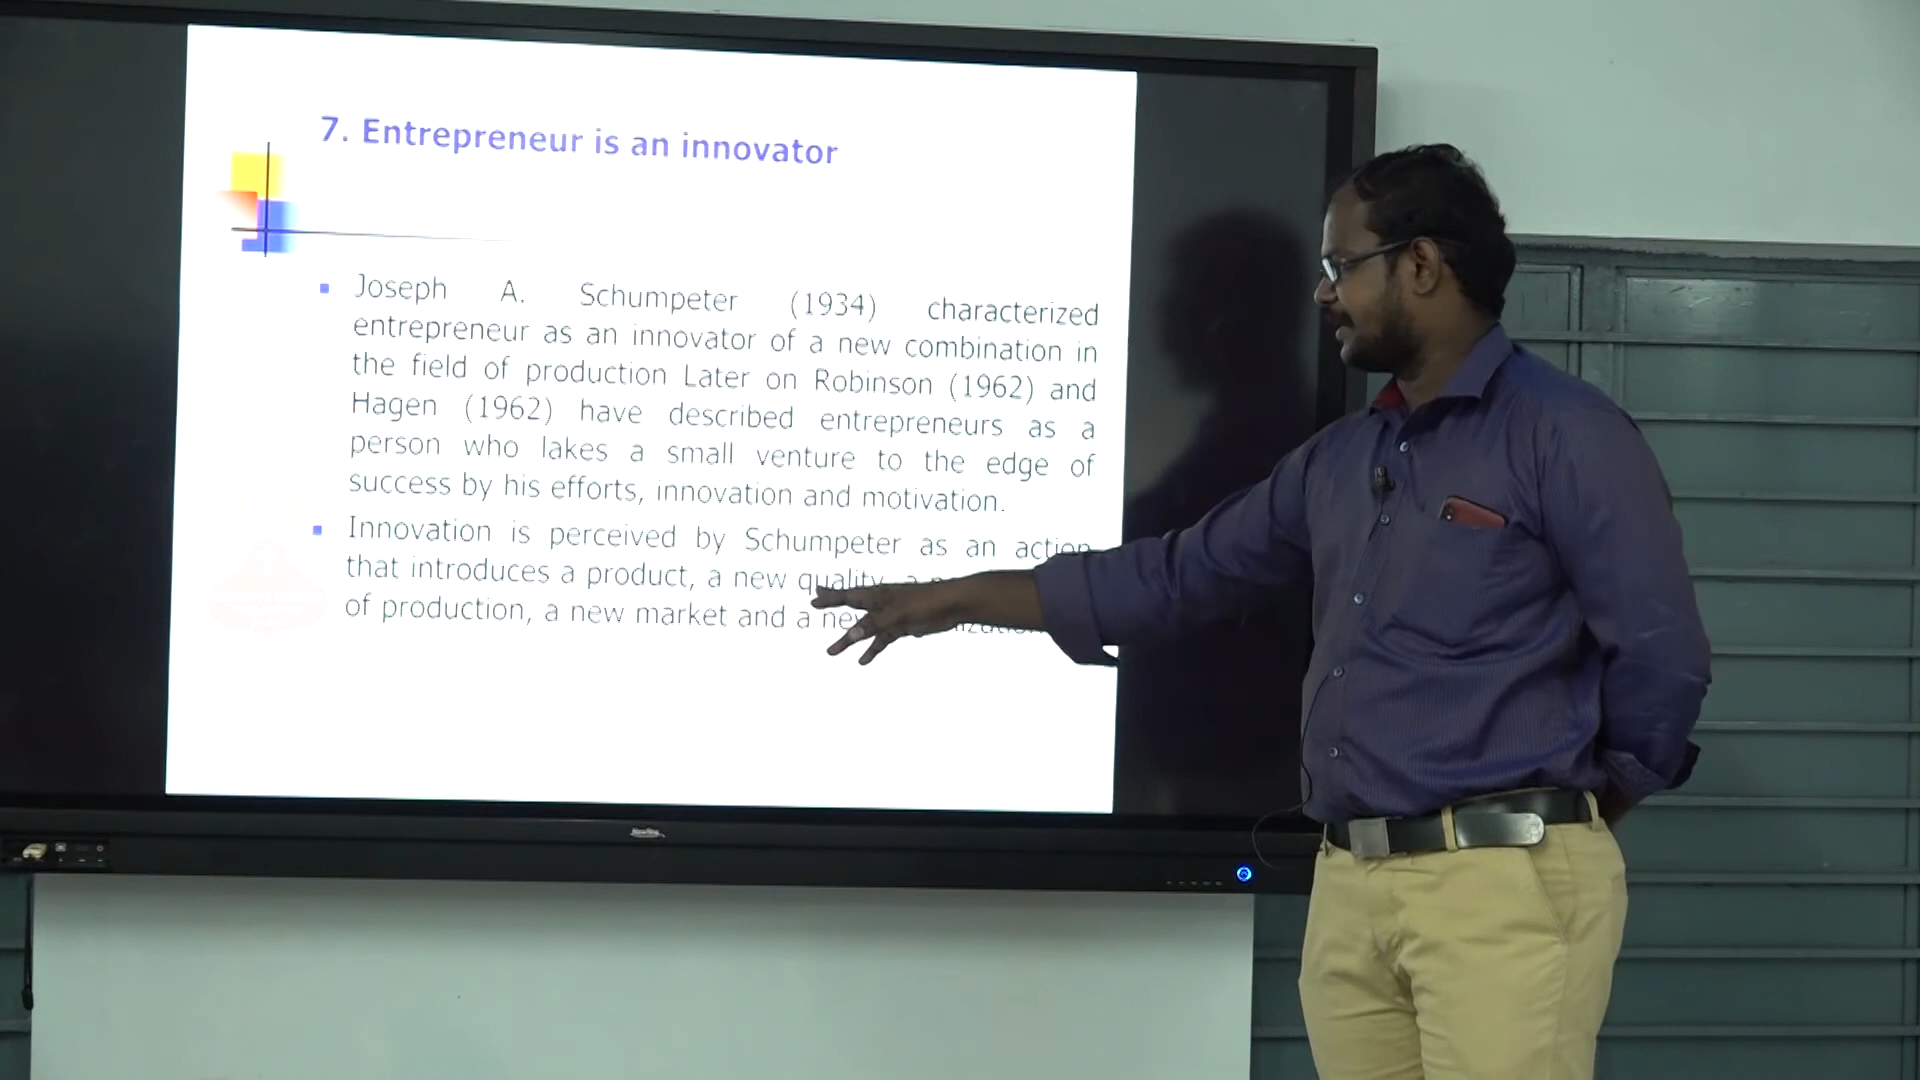 7. Entrepreneur is an innovator
Joseph A. Schumpeter (1934) characterized
entrepreneur as an innovator of a new combination in
the field of production Later on Robinson (1962) and
Hagen (1962) have described entrepreneurs as a
person who lakes a small venture to the edge of
success by his efforts, innovation and motivation.
Innovation is perceived by Schumpeter as an action
that introduces a product, a new quality, a
of production, a new market and a new